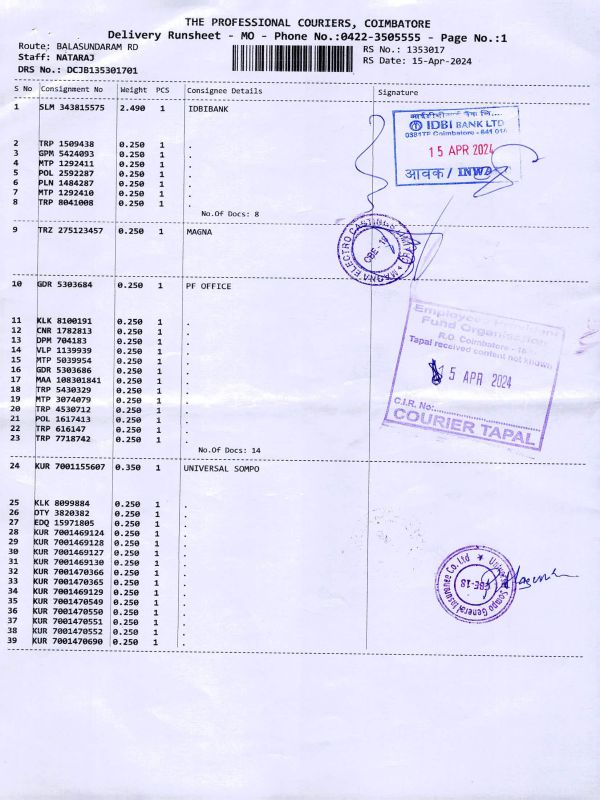 THE PROFESSIONAL COURIERS, COIMBATORE
Delivery Runsheet - MO - Phone No.:0422-3505555 - Page No.:1
Route: BALASUNDARAM RD
RS No.: 1353017
Staff: NATARAJ
RS Date: 15-Apr-2024
DRS No.: DCJB135301701
S No Consignment No Weight PCS Consignee Details Signature
1 SLM 343815575 2.490 1 IDBIBANK
2 TRP 1509438 0.250 1 .
3 GPM 5424093 0.250 1 .
4 MTP 1292411 0.250 1 .
5 POL 2592287 0.250 1 .
6 PLN 1484287 0.250 1 .
7 MTP 1292410 0.250 1 .
8 TRP 8041008 0.250 1 .
No.Of Docs: 8
IDBI BANK LTD
15 APR 2024
आवक / INWA
9 TRZ 275123457 0.250 1 MAGNA
MAGNA ELECTRO CASTINGS
CBE-18
10 GDR 5303684 0.250 1 PF OFFICE
11 KLK 8100191 0.250 1 .
12 CNR 1782813 0.250 1 .
13 DPM 704183 0.250 1 .
14 VLP 1139939 0.250 1 .
15 MTP 5039954 0.250 1 .
16 GDR 5303686 0.250 1 .
17 MAA 108301841 0.250 1 .
18 TRP 5430329 0.250 1 .
19 MTP 3074079 0.250 1 .
20 TRP 4530712 0.250 1 .
21 POL 1617413 0.250 1 .
22 TRP 616147 0.250 1 .
23 TRP 7718742 0.250 1 .
No.Of Docs: 14
Fund Organisation
R.O. Coimbatore - 18
Tapal received content not known
15 APR 2024
C.I.R. No:
COURIER TAPAL
24 KUR 7001155607 0.350 1 UNIVERSAL SOMPO
25 KLK 8099884 0.250 1 .
26 OTY 3820382 0.250 1 .
27 EDQ 15971805 0.250 1 .
28 KUR 7001469124 0.250 1 .
29 KUR 7001469128 0.250 1 .
30 KUR 7001469127 0.250 1 .
31 KUR 7001469130 0.250 1 .
32 KUR 7001470366 0.250 1 .
33 KUR 7001470365 0.250 1 .
34 KUR 7001469129 0.250 1 .
35 KUR 7001470549 0.250 1 .
36 KUR 7001470550 0.250 1 .
37 KUR 7001470551 0.250 1 .
38 KUR 7001470552 0.250 1 .
39 KUR 7001470690 0.250 1 .
Universal Sompo General Insurance Co. Ltd
CBE-18